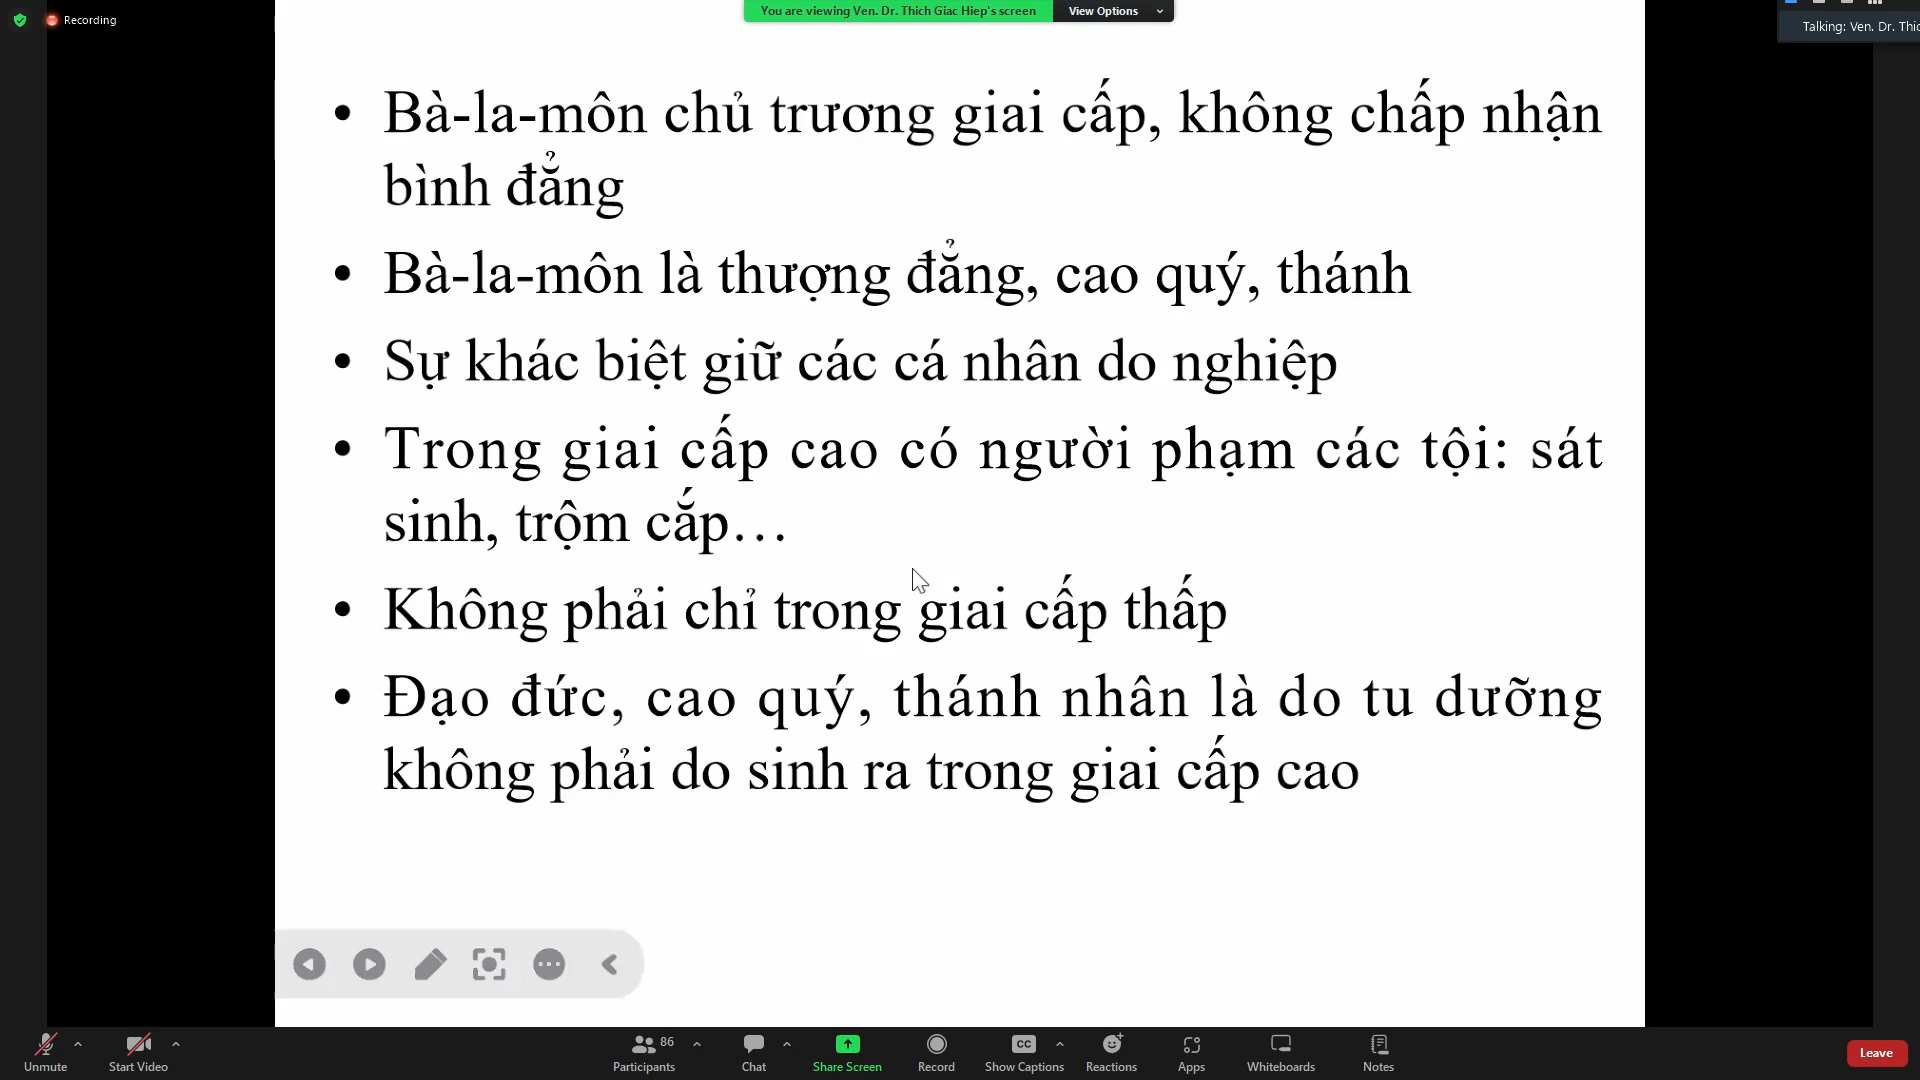 Recording
You are viewing Ven. Dr. Thich Giac Hiep's screen
View Options
Talking: Ven. Dr. Thic
• Bà-la-môn chủ trương giai cấp, không chấp nhận
bình đẳng
• Bà-la-môn là thượng đẳng, cao quý, thánh
• Sự khác biệt giữ các cá nhân do nghiệp
• Trong giai cấp cao có người phạm các tội: sát
sinh, trộm cắp…
• Không phải chỉ trong giai cấp thấp
• Đạo đức, cao quý, thánh nhân là do tu dưỡng
không phải do sinh ra trong giai cấp cao
Unmute
Start Video
86
Participants
Chat
Share Screen
Record
CC
Show Captions
Reactions
Apps
Whiteboards
Notes
Leave